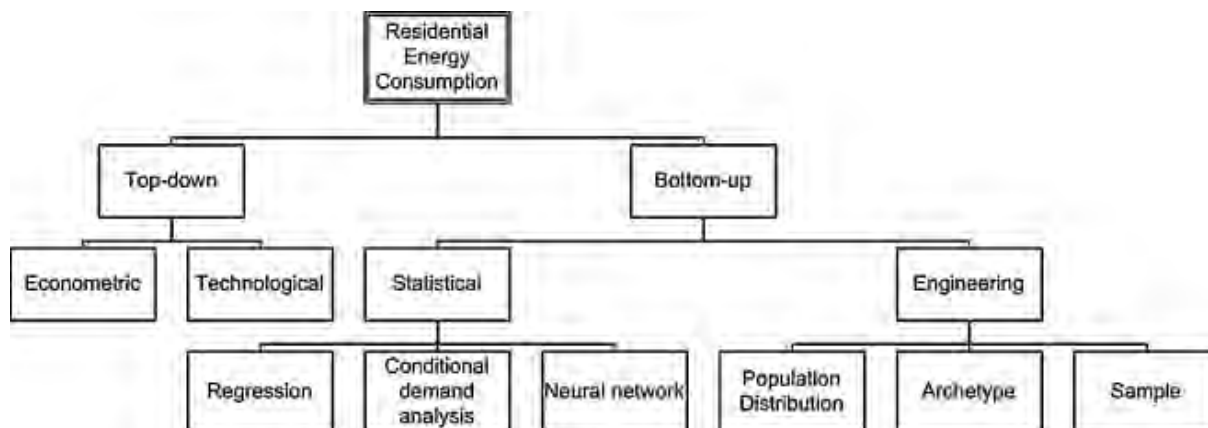 Residential
Energy
Consumption
Top-down
Bottom-up
Econometric
Technological
Statistical
Engineering
Regression
Conditional
demand
analysis
Neural network
Population
Distribution
Archetype
Sample